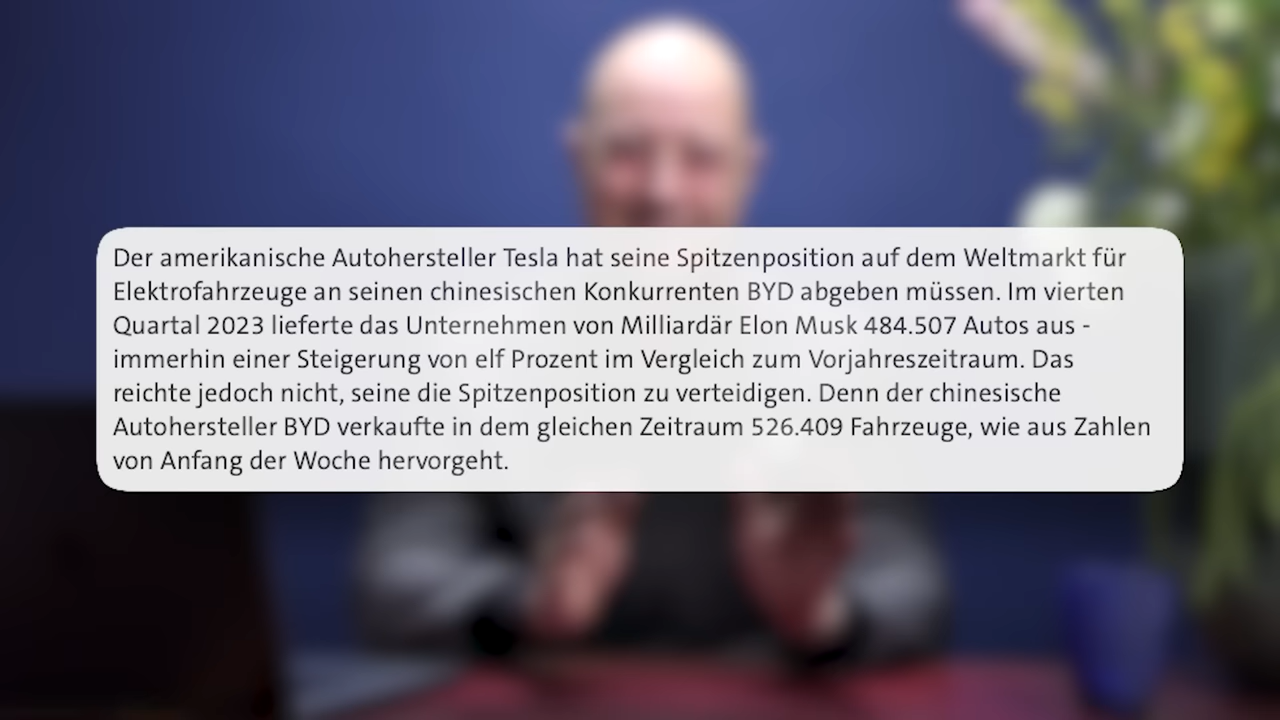 Der amerikanische Autohersteller Tesla hat seine Spitzenposition auf dem Weltmarkt für
Elektrofahrzeuge an seinen chinesischen Konkurrenten BYD abgeben müssen. Im vierten
Quartal 2023 lieferte das Unternehmen von Milliardär Elon Musk 484.507 Autos aus -
immerhin einer Steigerung von elf Prozent im Vergleich zum Vorjahreszeitraum. Das
reichte jedoch nicht, seine die Spitzenposition zu verteidigen. Denn der chinesische
Autohersteller BYD verkaufte in dem gleichen Zeitraum 526.409 Fahrzeuge, wie aus Zahlen
von Anfang der Woche hervorgeht.